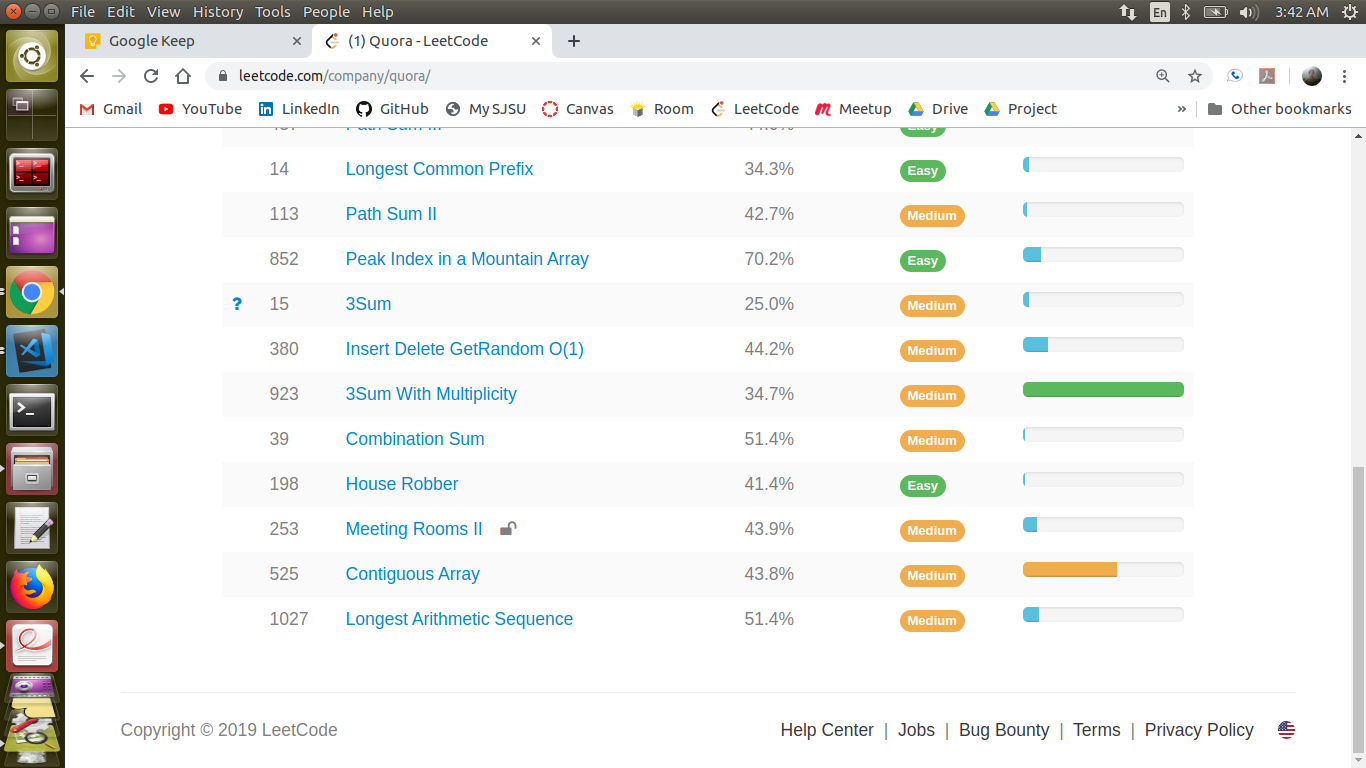 File Edit View History Tools People Help En 3:42 AM
Google Keep (1) Quora - LeetCode
leetcode.com/company/quora/
Gmail YouTube LinkedIn GitHub My SJSU Canvas Room LeetCode Meetup Drive Project » Other bookmarks
Path Sum III Easy
14 Longest Common Prefix 34.3% Easy
113 Path Sum II 42.7% Medium
852 Peak Index in a Mountain Array 70.2% Easy
? 15 3Sum 25.0% Medium
380 Insert Delete GetRandom O(1) 44.2% Medium
923 3Sum With Multiplicity 34.7% Medium
39 Combination Sum 51.4% Medium
198 House Robber 41.4% Easy
253 Meeting Rooms II 43.9% Medium
525 Contiguous Array 43.8% Medium
1027 Longest Arithmetic Sequence 51.4% Medium
Copyright © 2019 LeetCode Help Center | Jobs | Bug Bounty | Terms | Privacy Policy